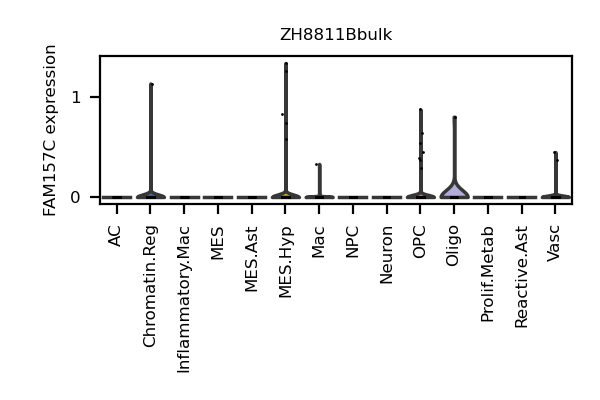 ZH8811Bbulk
FAM157C expression
1
0
AC
Chromatin.Reg
Inflammatory.Mac
MES
MES.Ast
MES.Hyp
Mac
NPC
Neuron
OPC
Oligo
Prolif.Metab
Reactive.Ast
Vasc